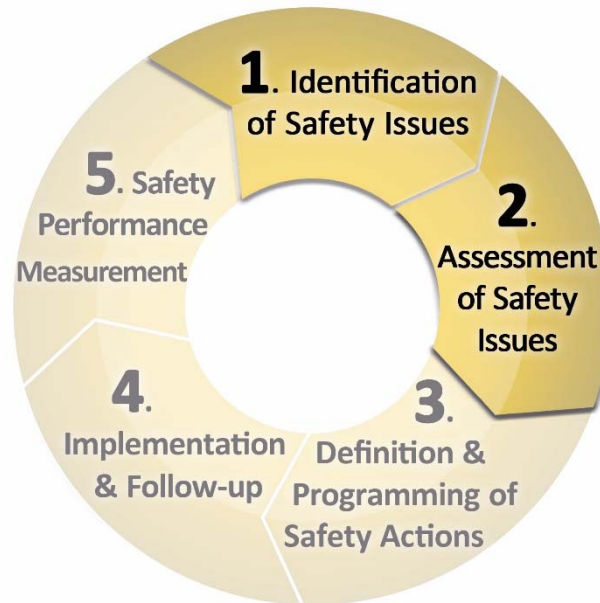 1. Identification
of Safety Issues
2.
Assessment
of Safety
Issues
3.
Definition &
Programming of
Safety Actions
4.
Implementation
& Follow-up
5. Safety
Performance
Measurement